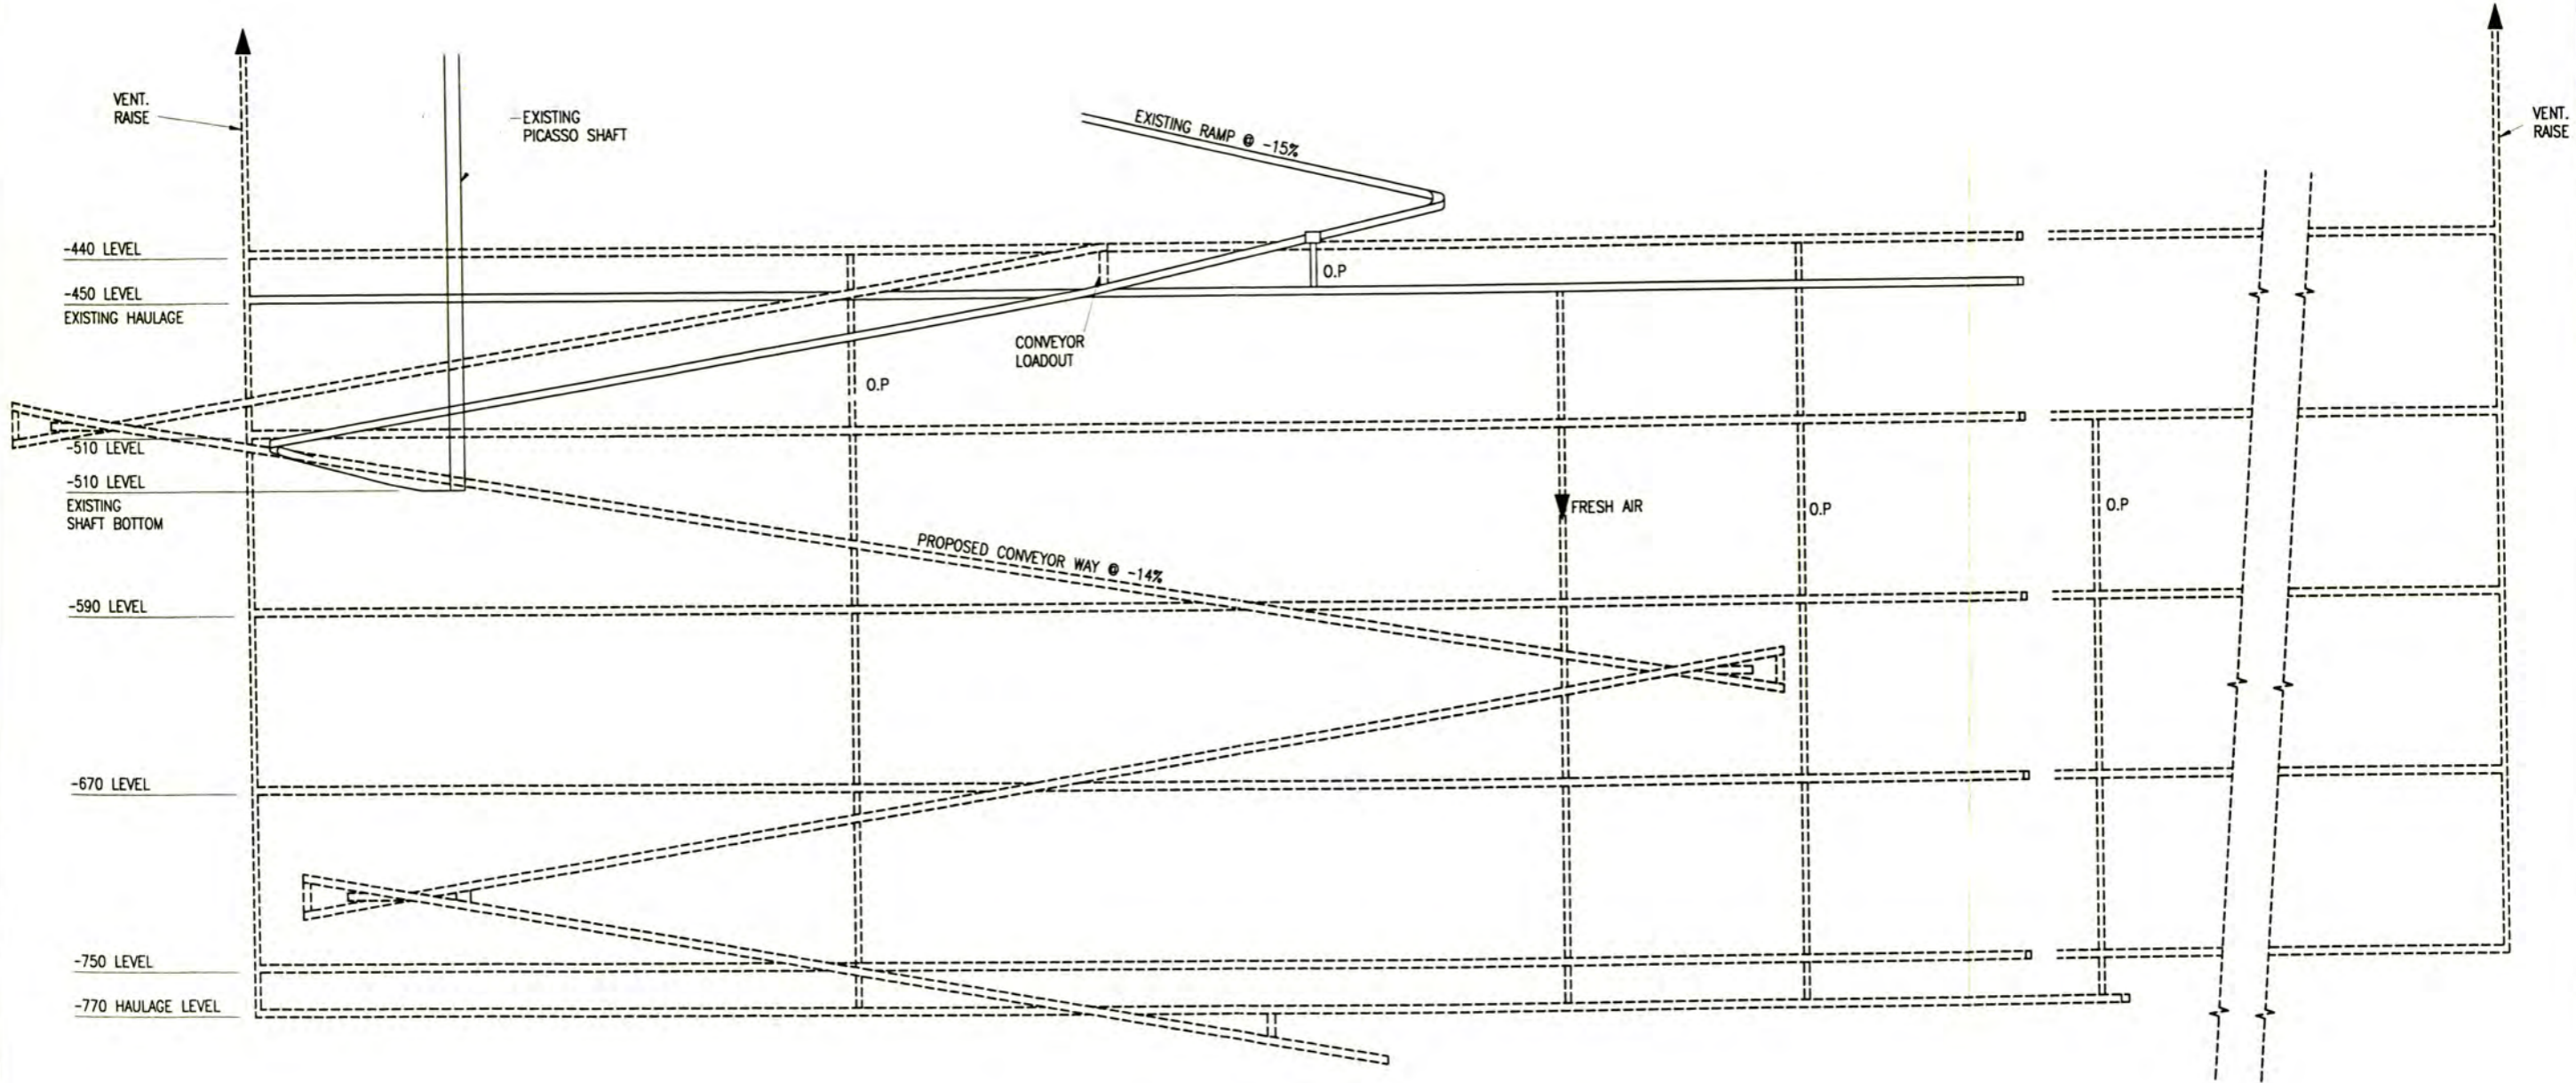 VENT.
RAISE
EXISTING
PICASSO SHAFT
EXISTING RAMP @ -15%
VENT.
RAISE
-440 LEVEL
-450 LEVEL
EXISTING HAULAGE
O.P
CONVEYOR
LOADOUT
O.P
-510 LEVEL
-510 LEVEL
EXISTING
SHAFT BOTTOM
FRESH AIR
O.P
O.P
PROPOSED CONVEYOR WAY @ -14%
-590 LEVEL
-670 LEVEL
-750 LEVEL
-770 HAULAGE LEVEL